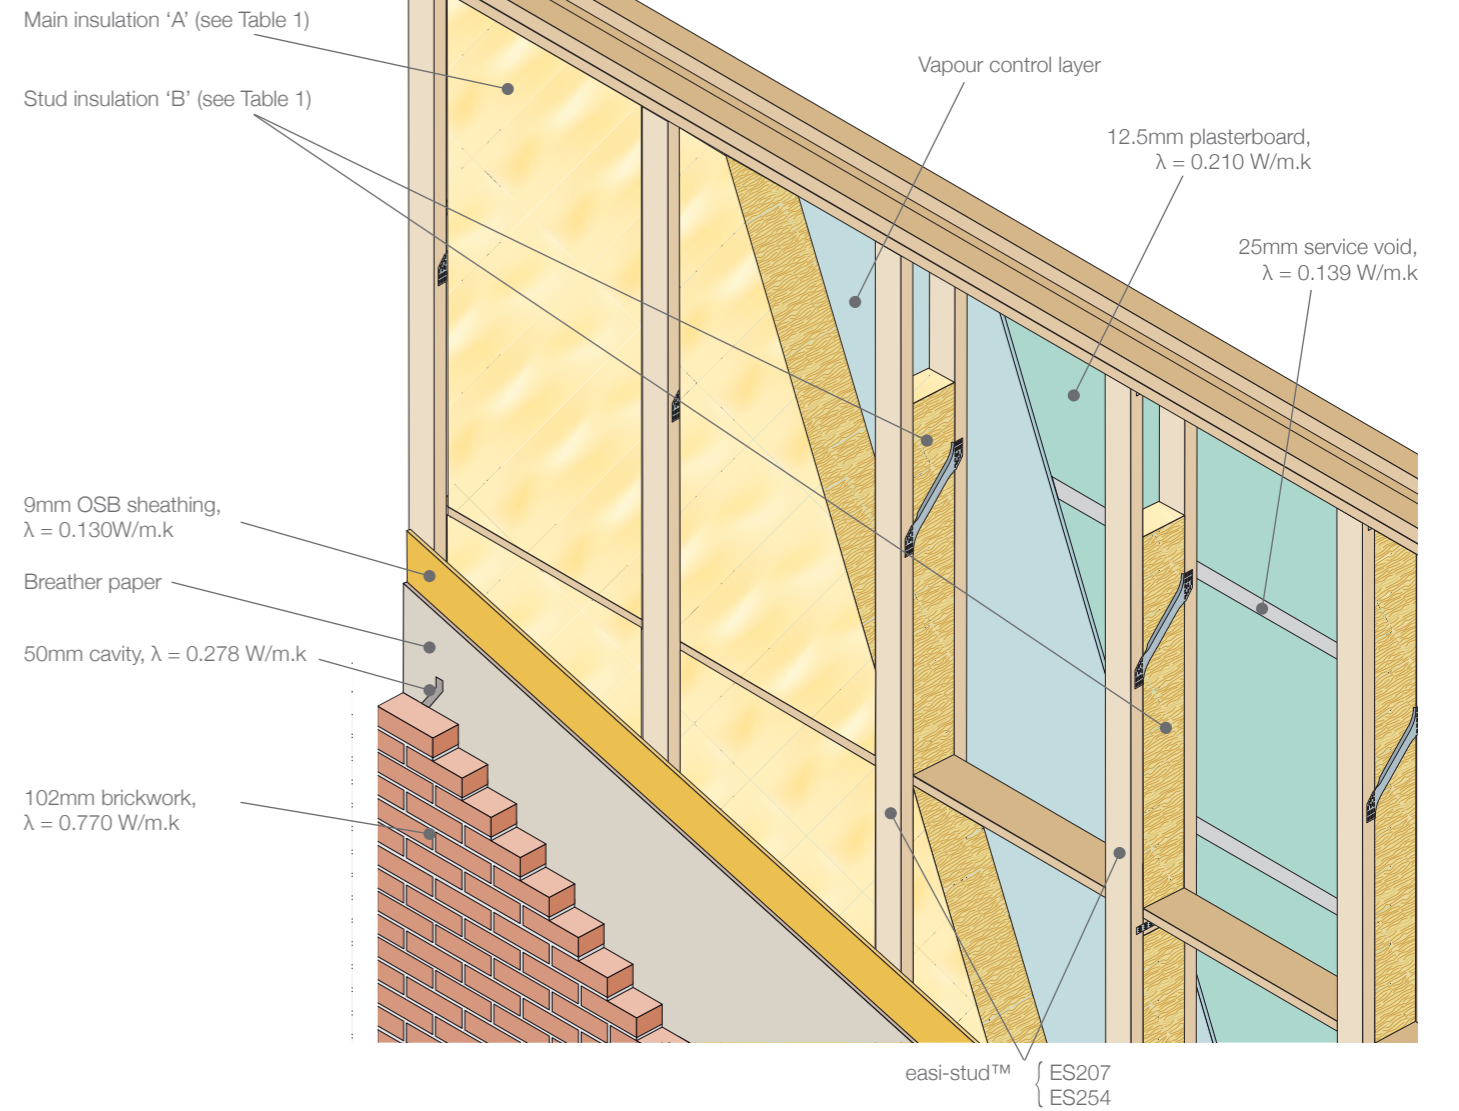 Main insulation ‘A’ (see Table 1)
Stud insulation ‘B’ (see Table 1)
Vapour control layer
12.5mm plasterboard,
λ = 0.210 W/m.k
25mm service void,
λ = 0.139 W/m.k
9mm OSB sheathing,
λ = 0.130W/m.k
Breather paper
50mm cavity, λ = 0.278 W/m.k
102mm brickwork,
λ = 0.770 W/m.k
easi-stud™ { ES207
ES254